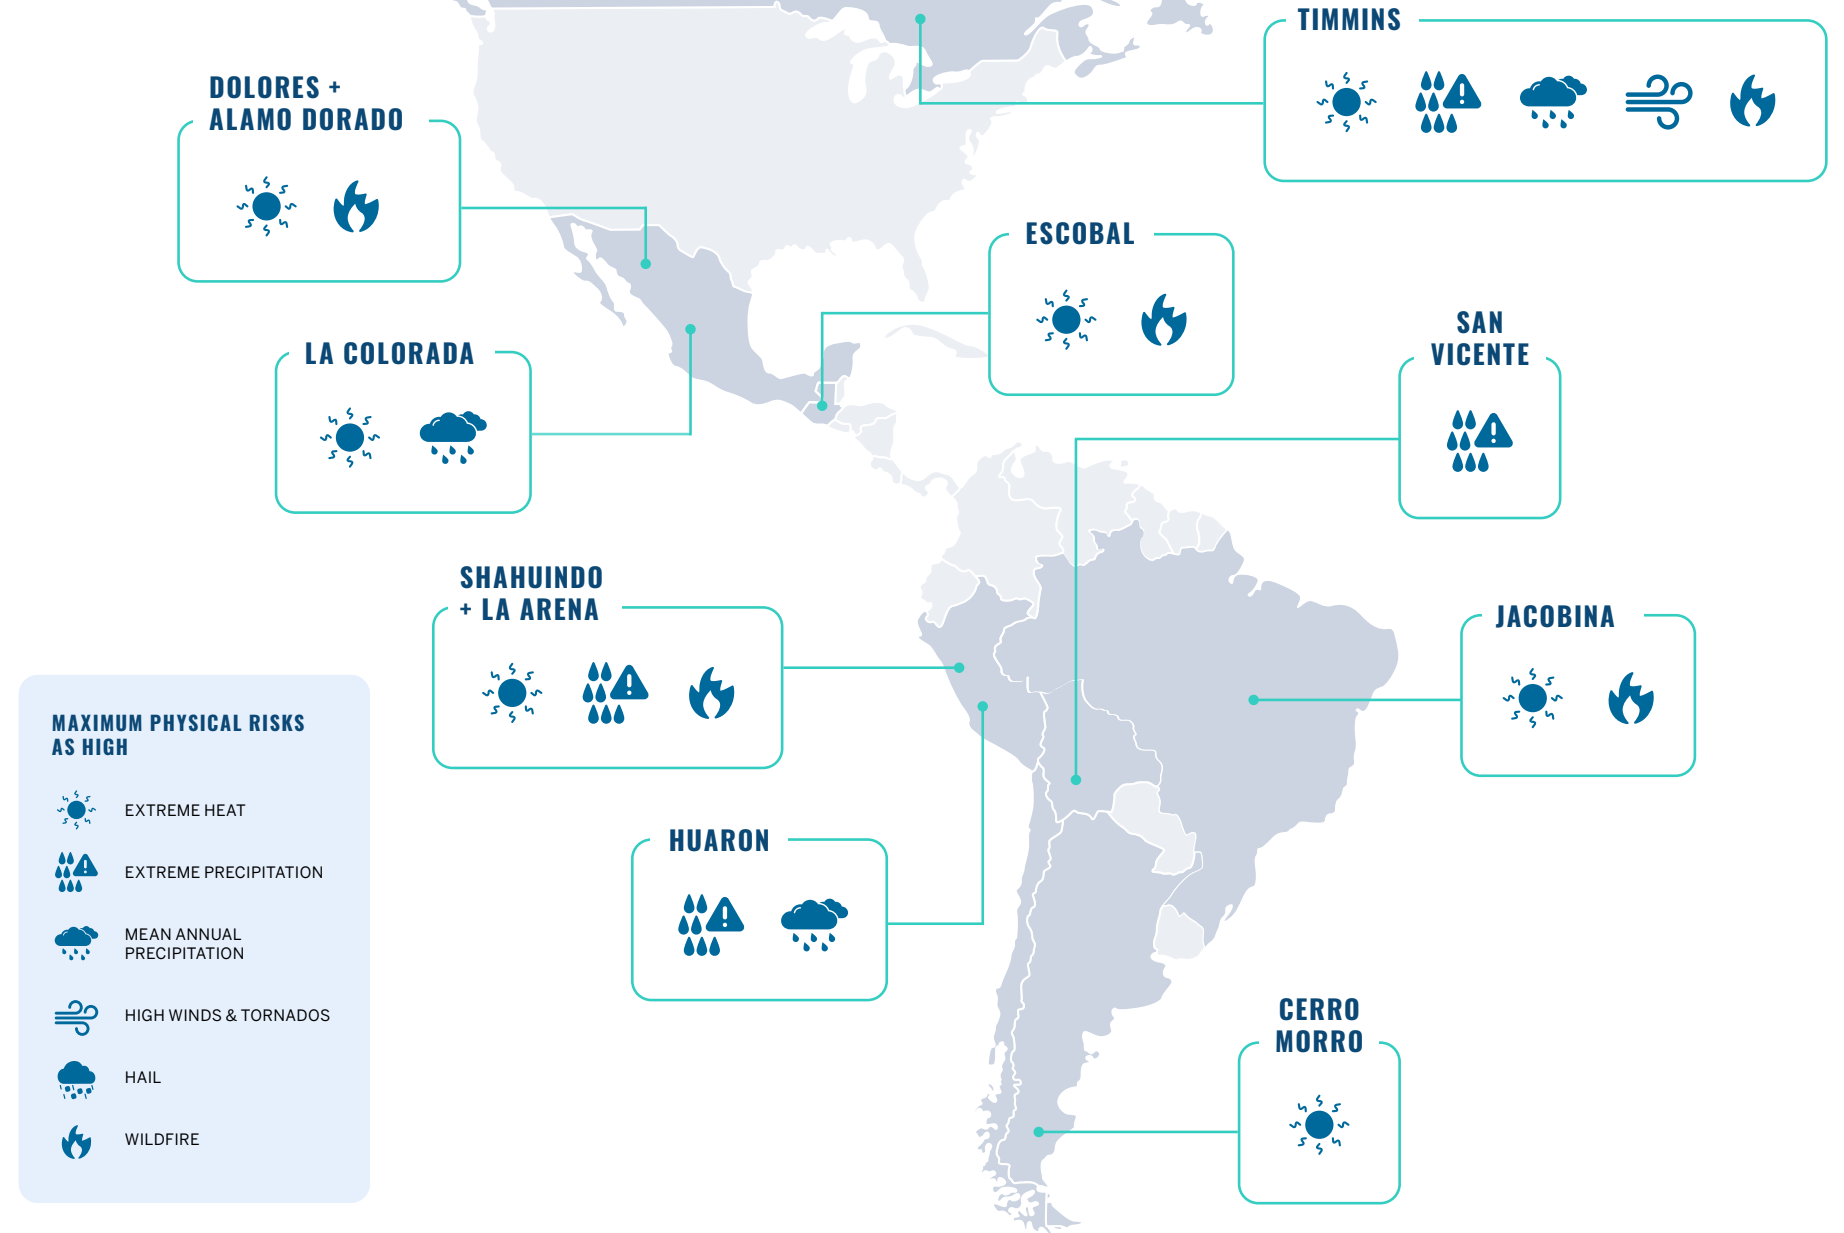 TIMMINS
DOLORES +
ALAMO DORADO
ESCOBAL
SAN
VICENTE
LA COLORADA
SHAHUINDO
+ LA ARENA
JACOBINA
MAXIMUM PHYSICAL RISKS
AS HIGH
EXTREME HEAT
EXTREME PRECIPITATION
MEAN ANNUAL
PRECIPITATION
HIGH WINDS & TORNADOS
HAIL
WILDFIRE
HUARON
CERRO
MORRO